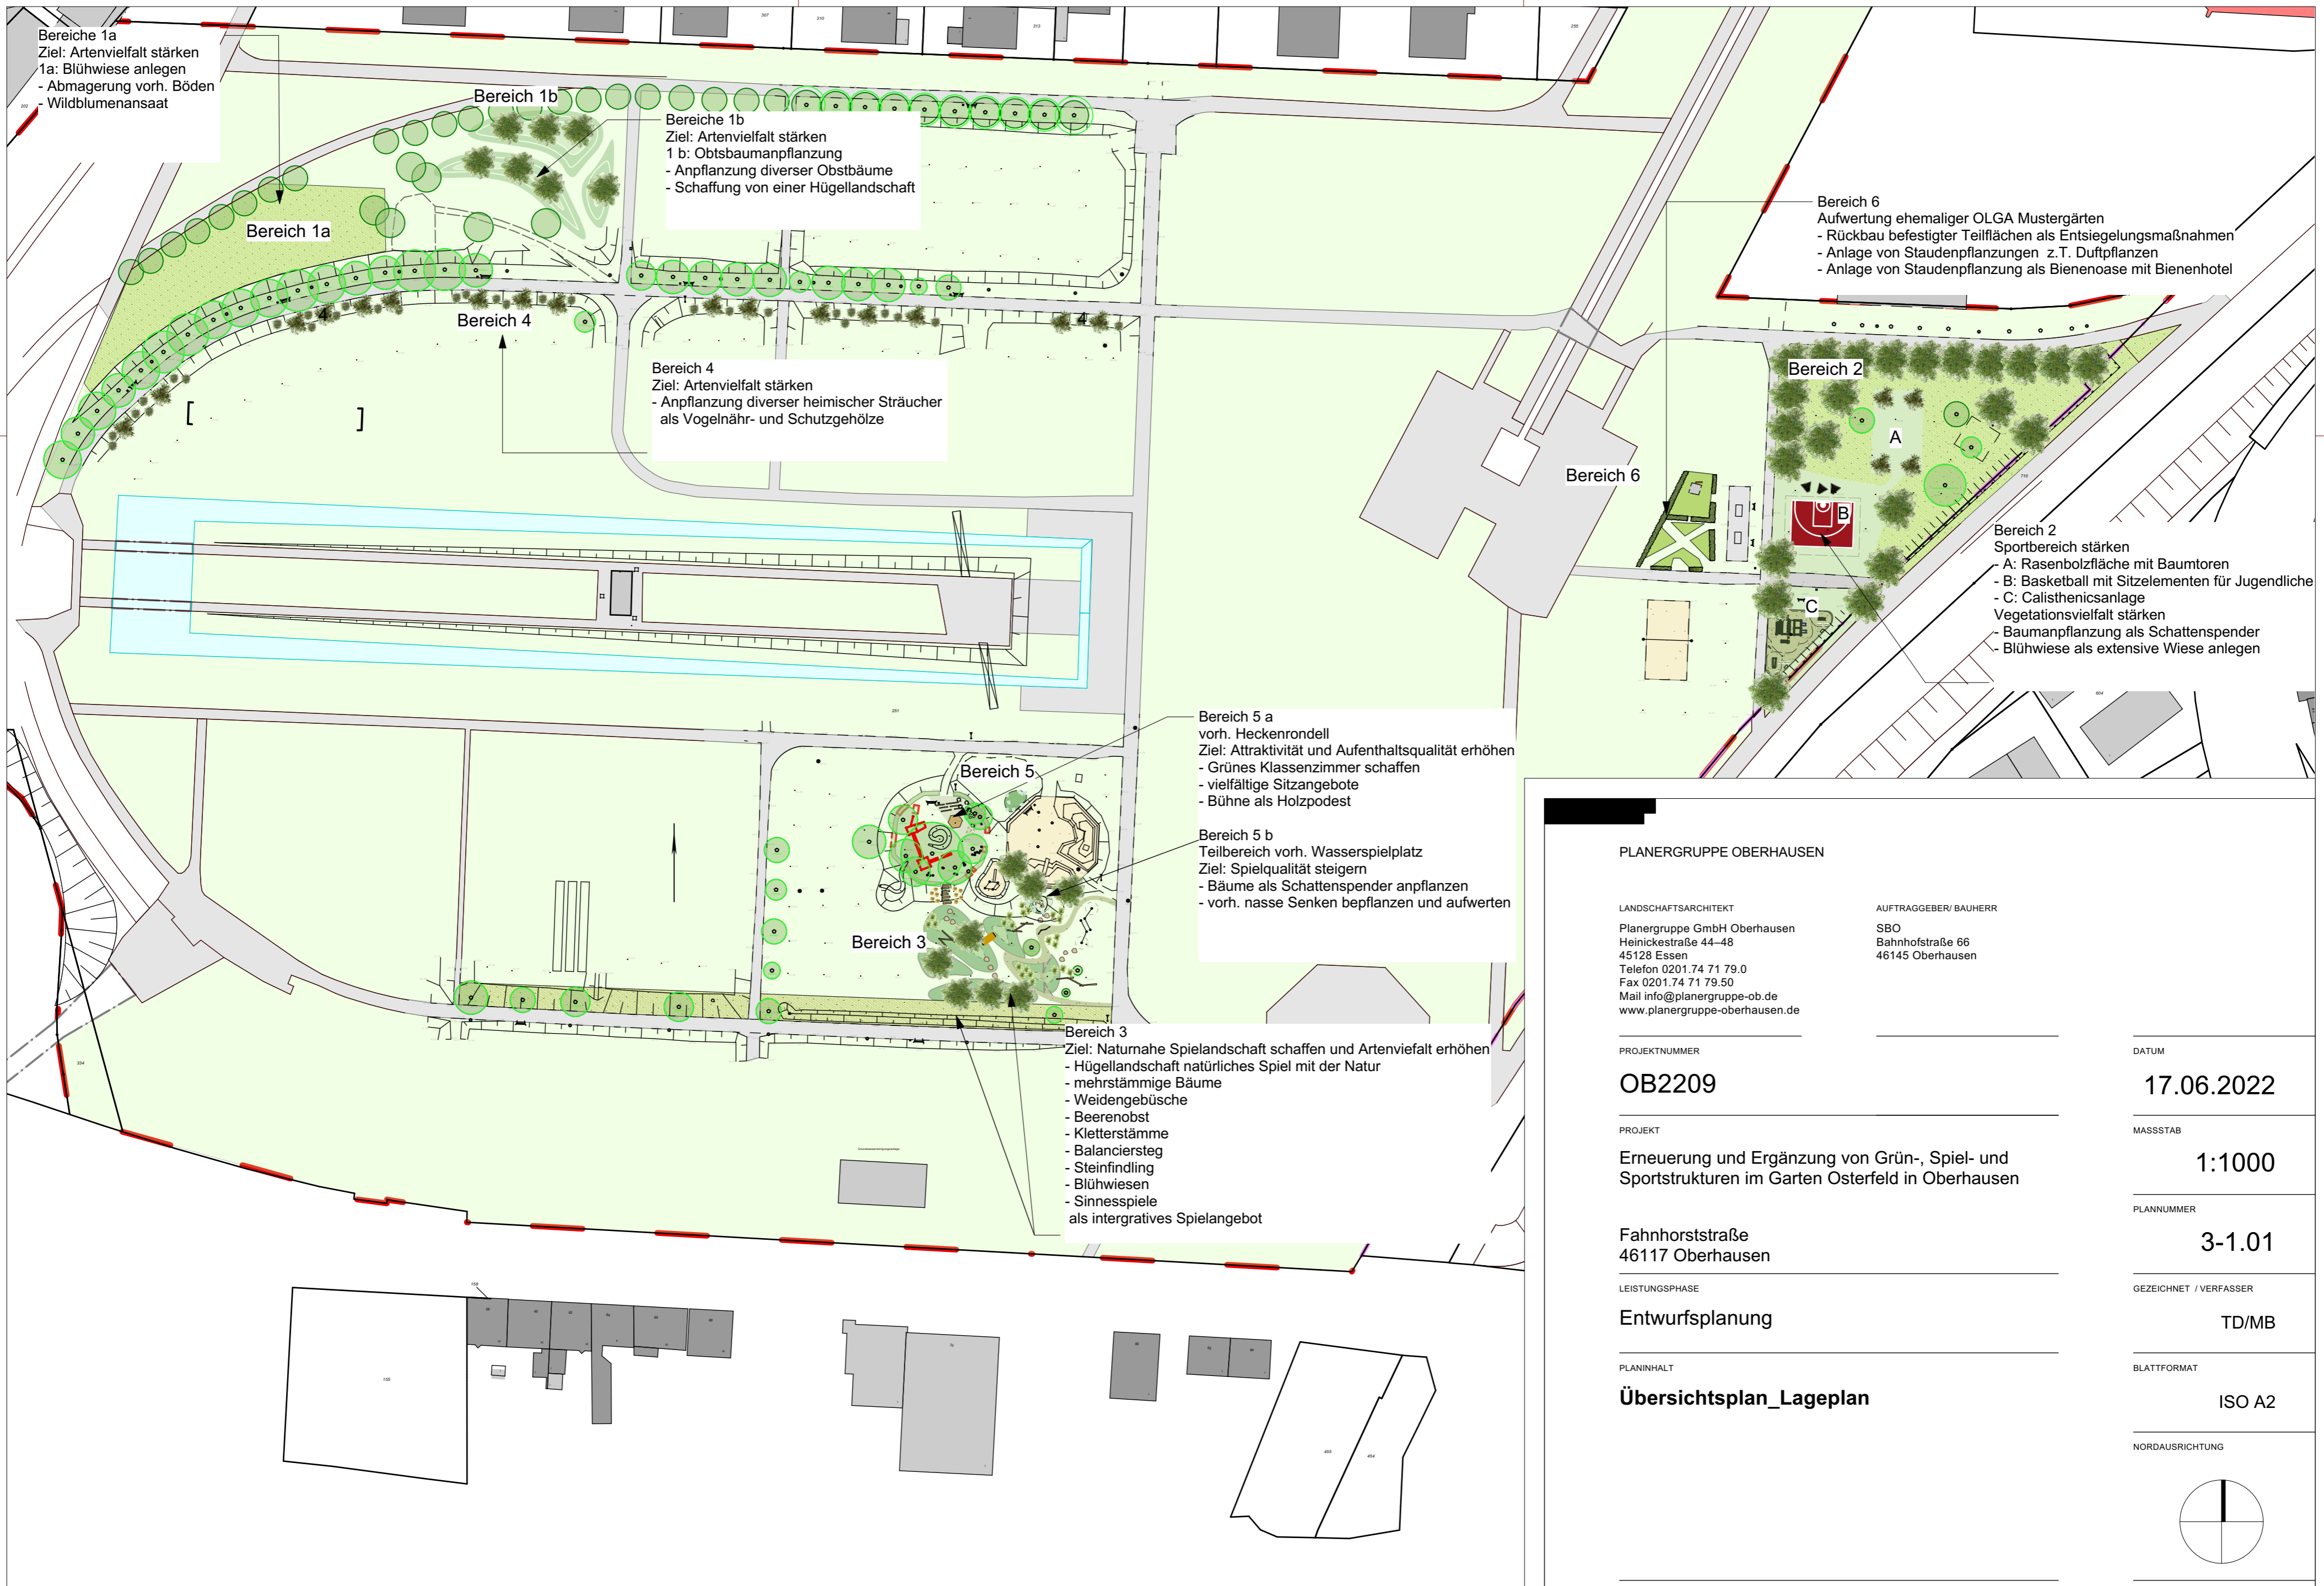 Bereiche 1a
Ziel: Artenvielfalt stärken
1a: Blühwiese anlegen
- Abmagerung vorh. Böden
- Wildblumenansaat
Bereich 1b
Bereiche 1b
Ziel: Artenvielfalt stärken
1 b: Obtsbaumanpflanzung
- Anpflanzung diverser Obstbäume
- Schaffung von einer Hügellandschaft
Bereich 1a
Bereich 6
Aufwertung ehemaliger OLGA Mustergärten
- Rückbau befestigter Teilflächen als Entsiegelungsmaßnahmen
- Anlage von Staudenpflanzungen z.T. Duftpflanzen
- Anlage von Staudenpflanzung als Bienenoase mit Bienenhotel
4
Bereich 4
4
Bereich 4
Ziel: Artenvielfalt stärken
- Anpflanzung diverser heimischer Sträucher
als Vogelnähr- und Schutzgehölze
Bereich 2
A
Bereich 6
B
C
Bereich 2
Sportbereich stärken
- A: Rasenbolzfläche mit Baumtoren
- B: Basketball mit Sitzelementen für Jugendliche
- C: Calisthenicsanlage
Vegetationsvielfalt stärken
- Baumanpflanzung als Schattenspender
- Blühwiese als extensive Wiese anlegen
Bereich 5
Bereich 5 a
vorh. Heckenrondell
Ziel: Attraktivität und Aufenthaltsqualität erhöhen
- Grünes Klassenzimmer schaffen
- vielfältige Sitzangebote
- Bühne als Holzpodest
Bereich 5 b
Teilbereich vorh. Wasserspielplatz
Ziel: Spielqualität steigern
- Bäume als Schattenspender anpflanzen
- vorh. nasse Senken bepflanzen und aufwerten
Bereich 3
Bereich 3
Ziel: Naturnahe Spielandschaft schaffen und Artenviefalt erhöhen
- Hügellandschaft natürliches Spiel mit der Natur
- mehrstämmige Bäume
- Weidengebüsche
- Beerenobst
- Kletterstämme
- Balanciersteg
- Steinfindling
- Blühwiesen
- Sinnesspiele
als intergratives Spielangebot
PLANERGRUPPE OBERHAUSEN
LANDSCHAFTSARCHITEKT
Planergruppe GmbH Oberhausen
Heinickestraße 44–48
45128 Essen
Telefon 0201.74 71 79.0
Fax 0201.74 71 79.50
Mail info@planergruppe-ob.de
www.planergruppe-oberhausen.de
AUFTRAGGEBER/ BAUHERR
SBO
Bahnhofstraße 66
46145 Oberhausen
PROJEKTNUMMER
OB2209
DATUM
17.06.2022
PROJEKT
Erneuerung und Ergänzung von Grün-, Spiel- und
Sportstrukturen im Garten Osterfeld in Oberhausen
Fahnhorststraße
46117 Oberhausen
MASSSTAB
1:1000
PLANNUMMER
3-1.01
LEISTUNGSPHASE
Entwurfsplanung
GEZEICHNET / VERFASSER
TD/MB
PLANINHALT
Übersichtsplan_Lageplan
BLATTFORMAT
ISO A2
NORDAUSRICHTUNG